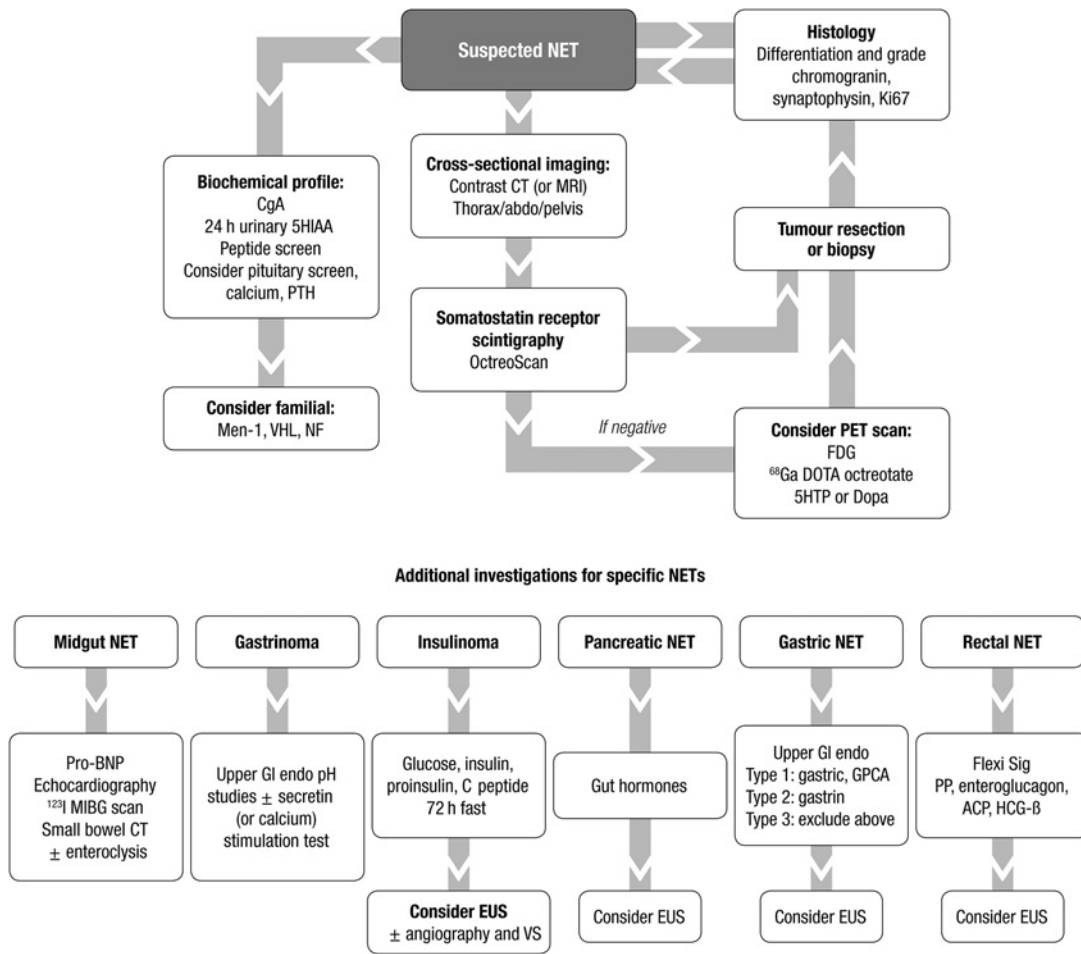 Suspected NET
Histology
Differentiation and grade
chromogranin,
synaptophysin, Ki67
Biochemical profile:
CgA
24 h urinary 5HIAA
Peptide screen
Consider pituitary screen,
calcium, PTH
Cross-sectional imaging:
Contrast CT (or MRI)
Thorax/abdo/pelvis
Tumour resection
or biopsy
Somatostatin receptor
scintigraphy
OctreoScan
Consider familial:
Men-1, VHL, NF
If negative
Consider PET scan:
FDG
⁶⁸Ga DOTA octreotate
5HTP or Dopa
Additional investigations for specific NETs
Midgut NET
Pro-BNP
Echocardiography
¹²³I MIBG scan
Small bowel CT
± enteroclysis
Gastrinoma
Upper GI endo pH
studies ± secretin
(or calcium)
stimulation test
Insulinoma
Glucose, insulin,
proinsulin, C peptide
72 h fast
Consider EUS
± angiography and VS
Pancreatic NET
Gut hormones
Consider EUS
Gastric NET
Upper GI endo
Type 1: gastric, GPCA
Type 2: gastrin
Type 3: exclude above
Consider EUS
Rectal NET
Flexi Sig
PP, enteroglucagon,
ACP, HCG-ß
Consider EUS